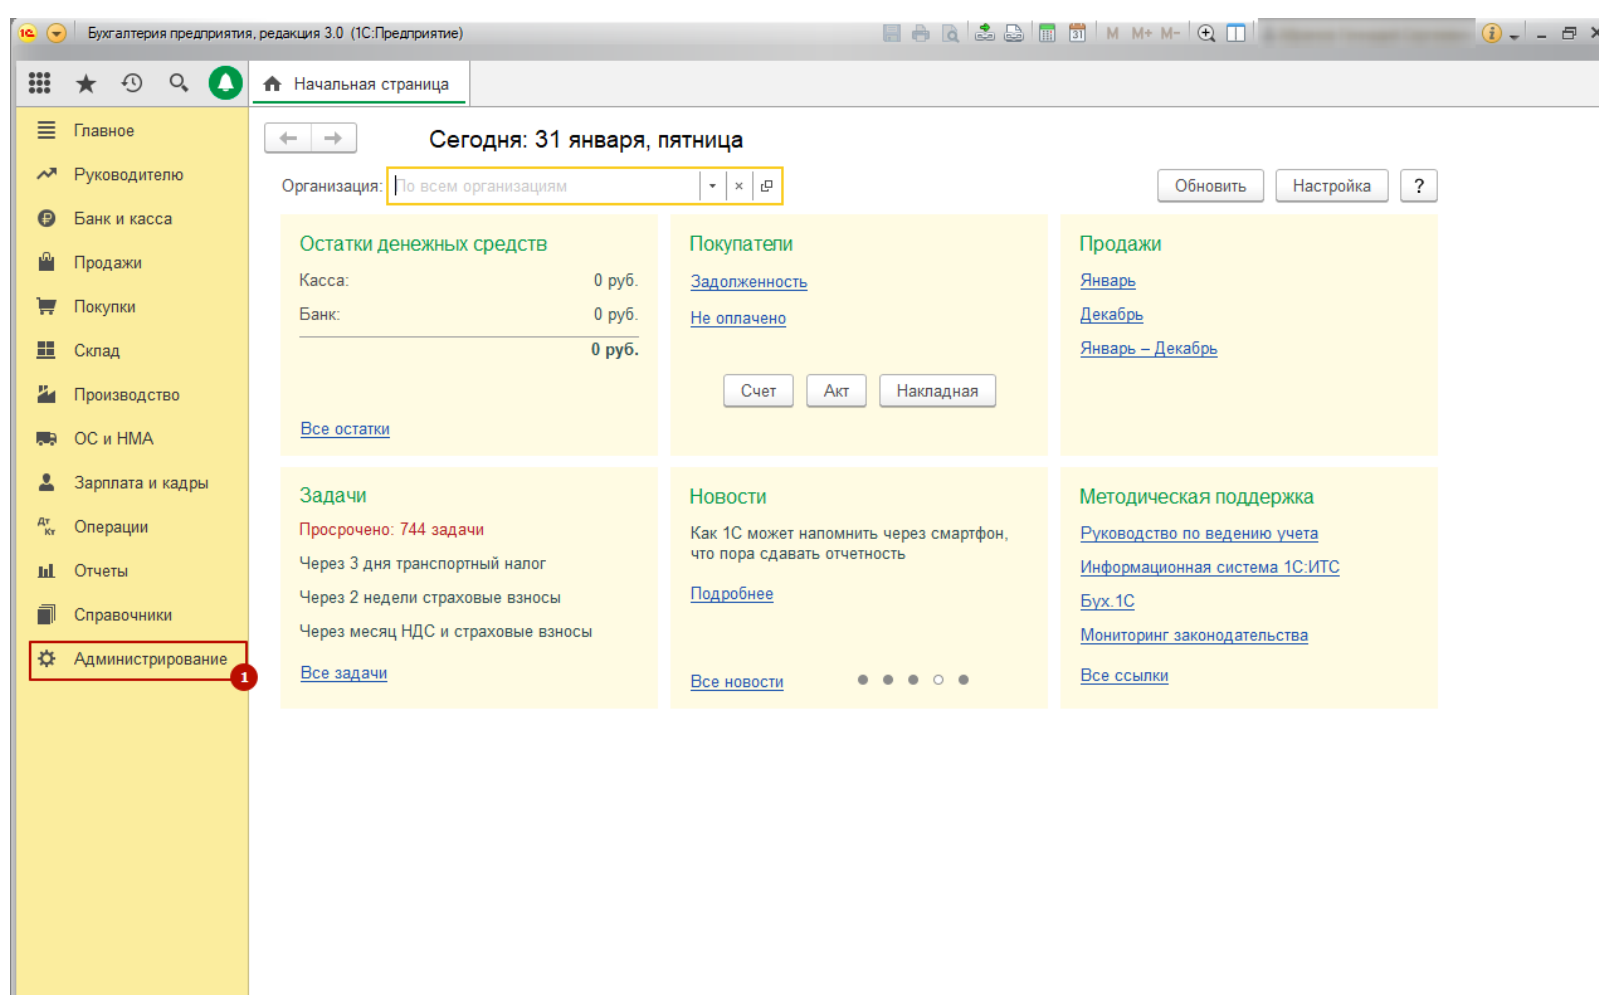 Бухгалтерия предприятия, редакция 3.0 (1С:Предприятие)
31 M M+ M-
Начальная страница
Главное
Руководителю
Банк и касса
Продажи
Покупки
Склад
Производство
ОС и НМА
Зарплата и кадры
Дт Кт Операции
Отчеты
Справочники
Администрирование
1
Сегодня: 31 января, пятница
Организация: По всем организациям
Обновить Настройка ?
Остатки денежных средств
Касса: 0 руб.
Банк: 0 руб.
0 руб.
Все остатки
Покупатели
Задолженность
Не оплачено
Счет Акт Накладная
Продажи
Январь
Декабрь
Январь – Декабрь
Задачи
Просрочено: 744 задачи
Через 3 дня транспортный налог
Через 2 недели страховые взносы
Через месяц НДС и страховые взносы
Все задачи
Новости
Как 1С может напомнить через смартфон,
что пора сдавать отчетность
Подробнее
Все новости
Методическая поддержка
Руководство по ведению учета
Информационная система 1С:ИТС
Бух.1С
Мониторинг законодательства
Все ссылки